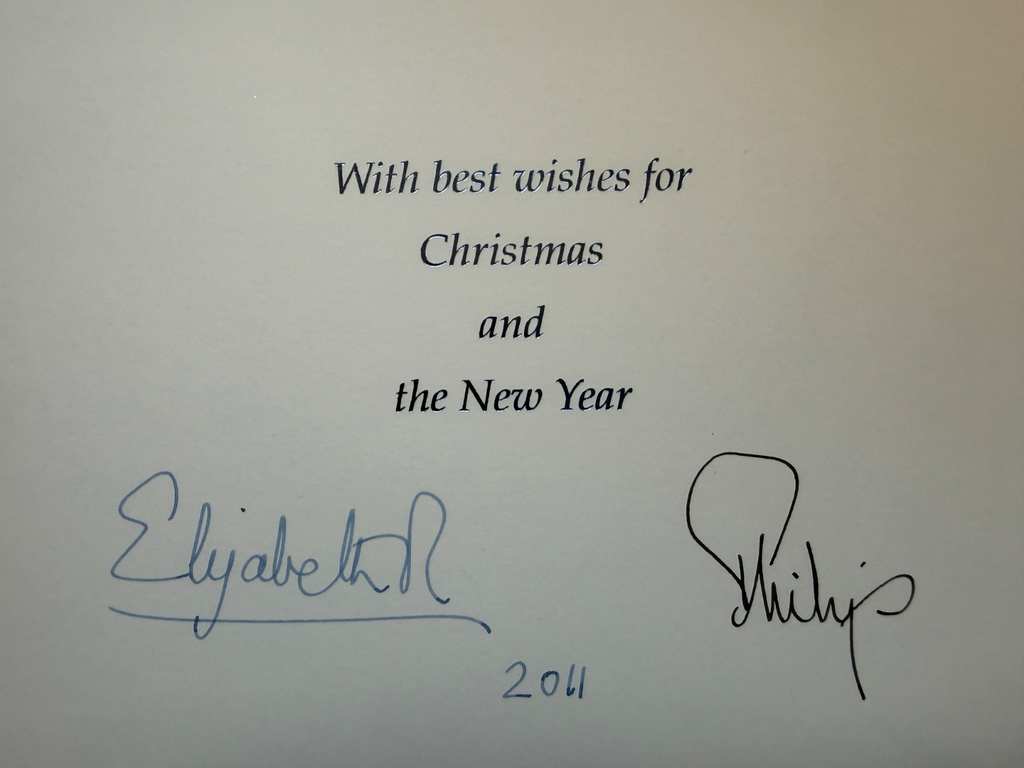 With best wishes for
Christmas
and
the New Year
Elizabeth R Philip
2011